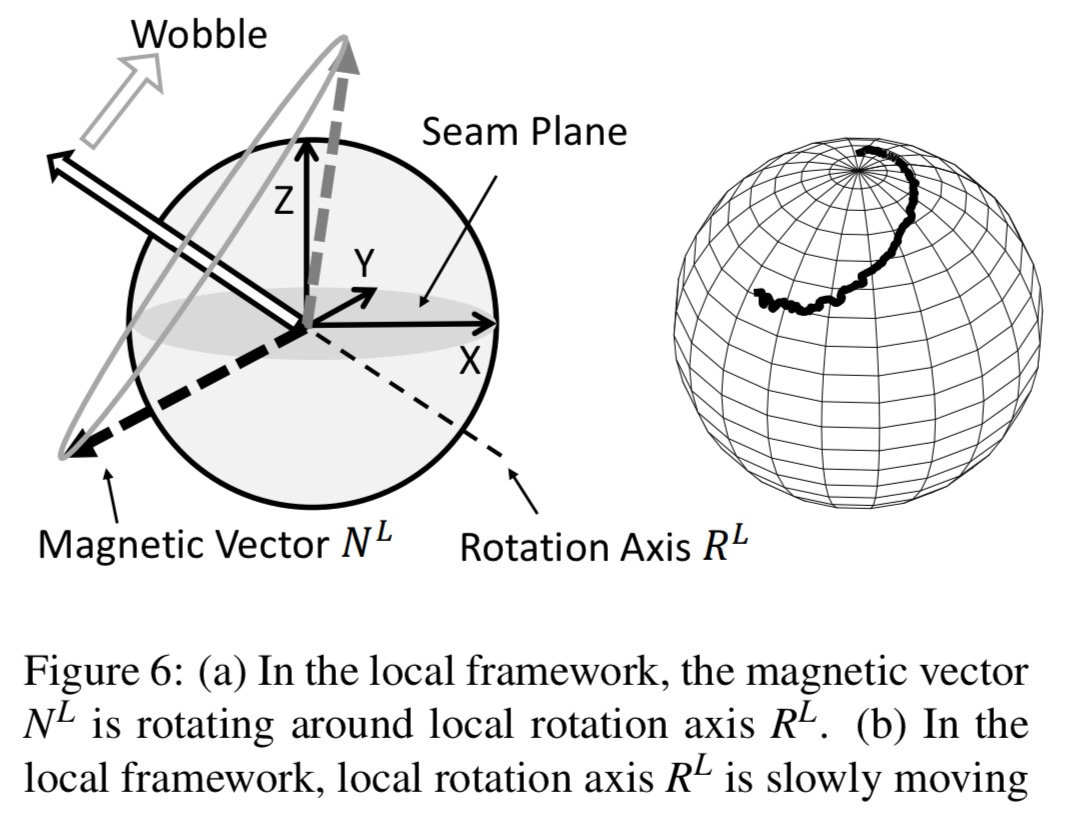 Wobble
Seam Plane
Z
Y
X
Magnetic Vector N^L
Rotation Axis R^L
Figure 6: (a) In the local framework, the magnetic vector
N^L is rotating around local rotation axis R^L. (b) In the
local framework, local rotation axis R^L is slowly moving